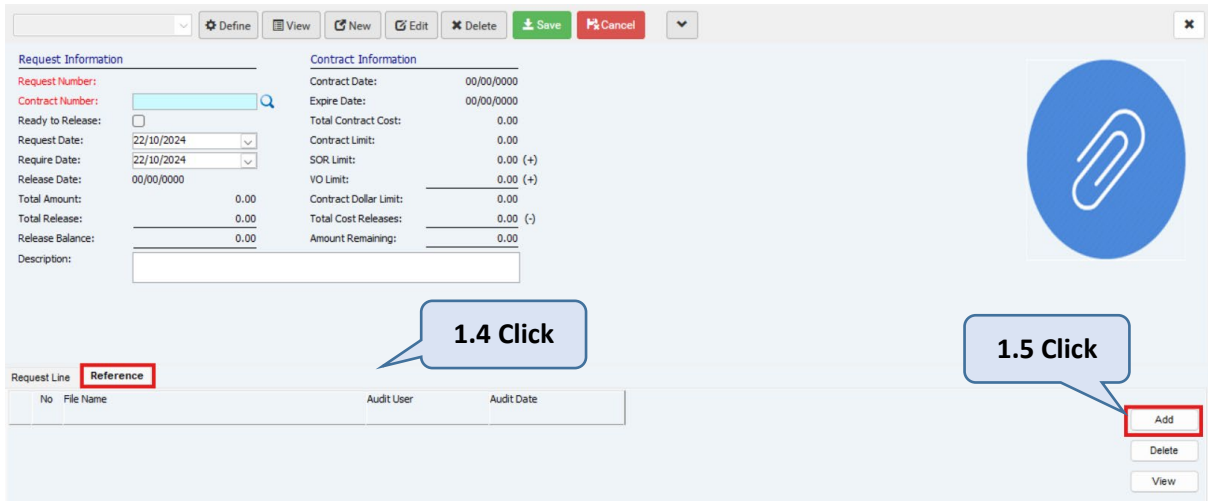 Define View New Edit Delete Save Cancel
Request Information Contract Information
Request Number: Contract Date: 00/00/0000
Contract Number: Expire Date: 00/00/0000
Ready to Release: Total Contract Cost: 0.00
Request Date: 22/10/2024 Contract Limit: 0.00
Require Date: 22/10/2024 SOR Limit: 0.00 (+)
Release Date: 00/00/0000 VO Limit: 0.00 (+)
Total Amount: 0.00 Contract Dollar Limit: 0.00
Total Release: 0.00 Total Cost Releases: 0.00 (-)
Release Balance: 0.00 Amount Remaining: 0.00
Description:
1.4 Click
1.5 Click
Request Line Reference
No File Name Audit User Audit Date
Add
Delete
View